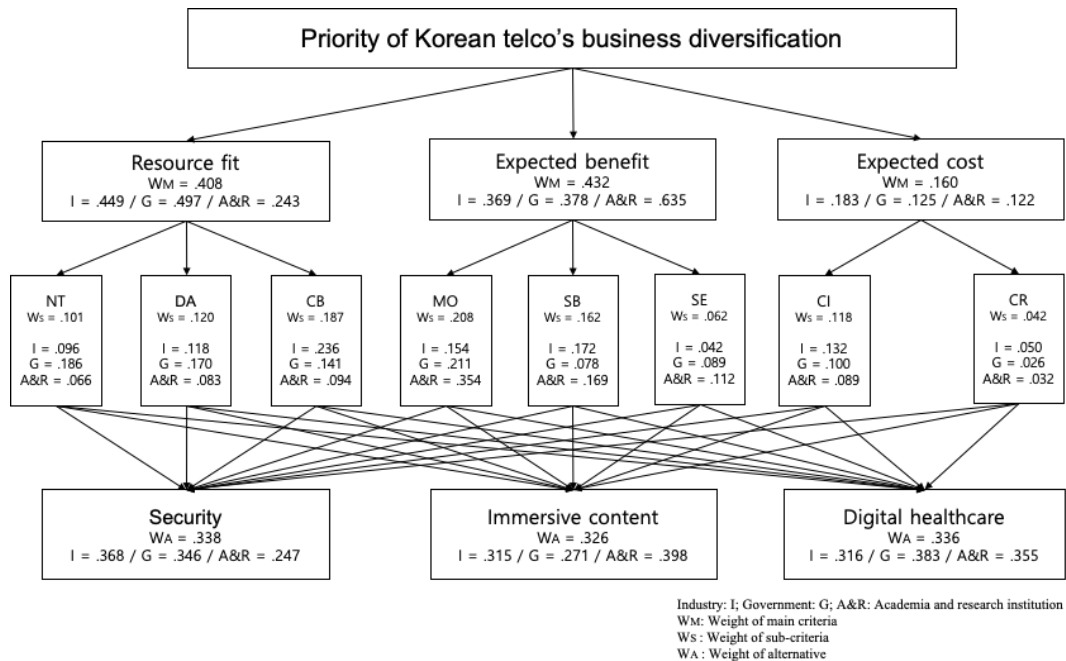 Priority of Korean telco's business diversification
Resource fit
WM = .408
I = .449 / G = .497 / A&R = .243
Expected benefit
WM = .432
I = .369 / G = .378 / A&R = .635
Expected cost
WM = .160
I = .183 / G = .125 / A&R = .122
NT
WS = .101
I = .096
G = .186
A&R = .066
DA
WS = .120
I = .118
G = .170
A&R = .083
CB
WS = .187
I = .236
G = .141
A&R = .094
MO
WS = .208
I = .154
G = .211
A&R = .354
SB
WS = .162
I = .172
G = .078
A&R = .169
SE
WS = .062
I = .042
G = .089
A&R = .112
CI
WS = .118
I = .132
G = .100
A&R = .089
CR
WS = .042
I = .050
G = .026
A&R = .032
Security
WA = .338
I = .368 / G = .346 / A&R = .247
Immersive content
WA = .326
I = .315 / G = .271 / A&R = .398
Digital healthcare
WA = .336
I = .316 / G = .383 / A&R = .355
Industry: I; Government: G; A&R: Academia and research institution
WM: Weight of main criteria
WS : Weight of sub-criteria
WA : Weight of alternative